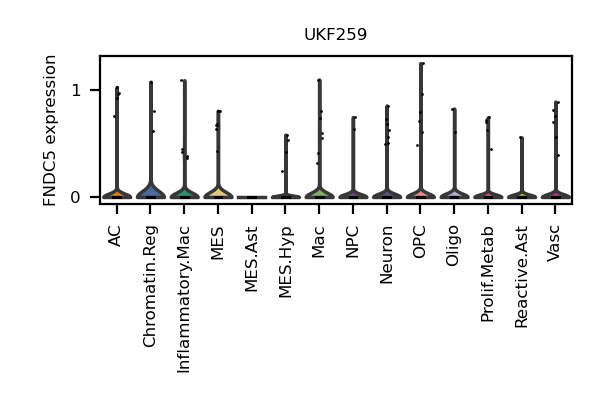 UKF259
FNDC5 expression
1
0
AC
Chromatin.Reg
Inflammatory.Mac
MES
MES.Ast
MES.Hyp
Mac
NPC
Neuron
OPC
Oligo
Prolif.Metab
Reactive.Ast
Vasc